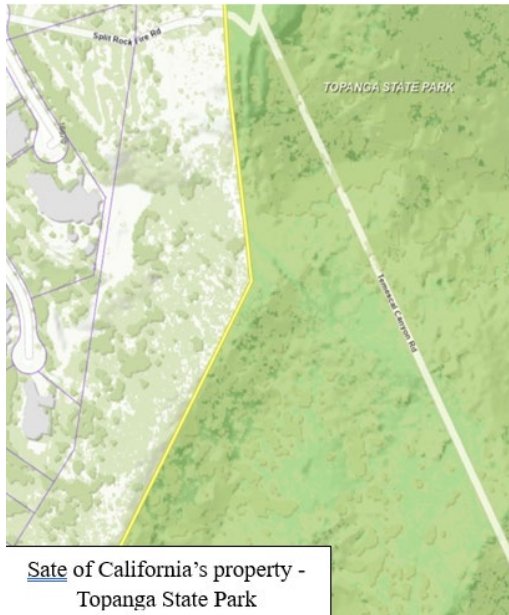 Split Rock Fire Rd
TOPANGA STATE PARK
Temescal Canyon Rd
Sate of California's property -
Topanga State Park